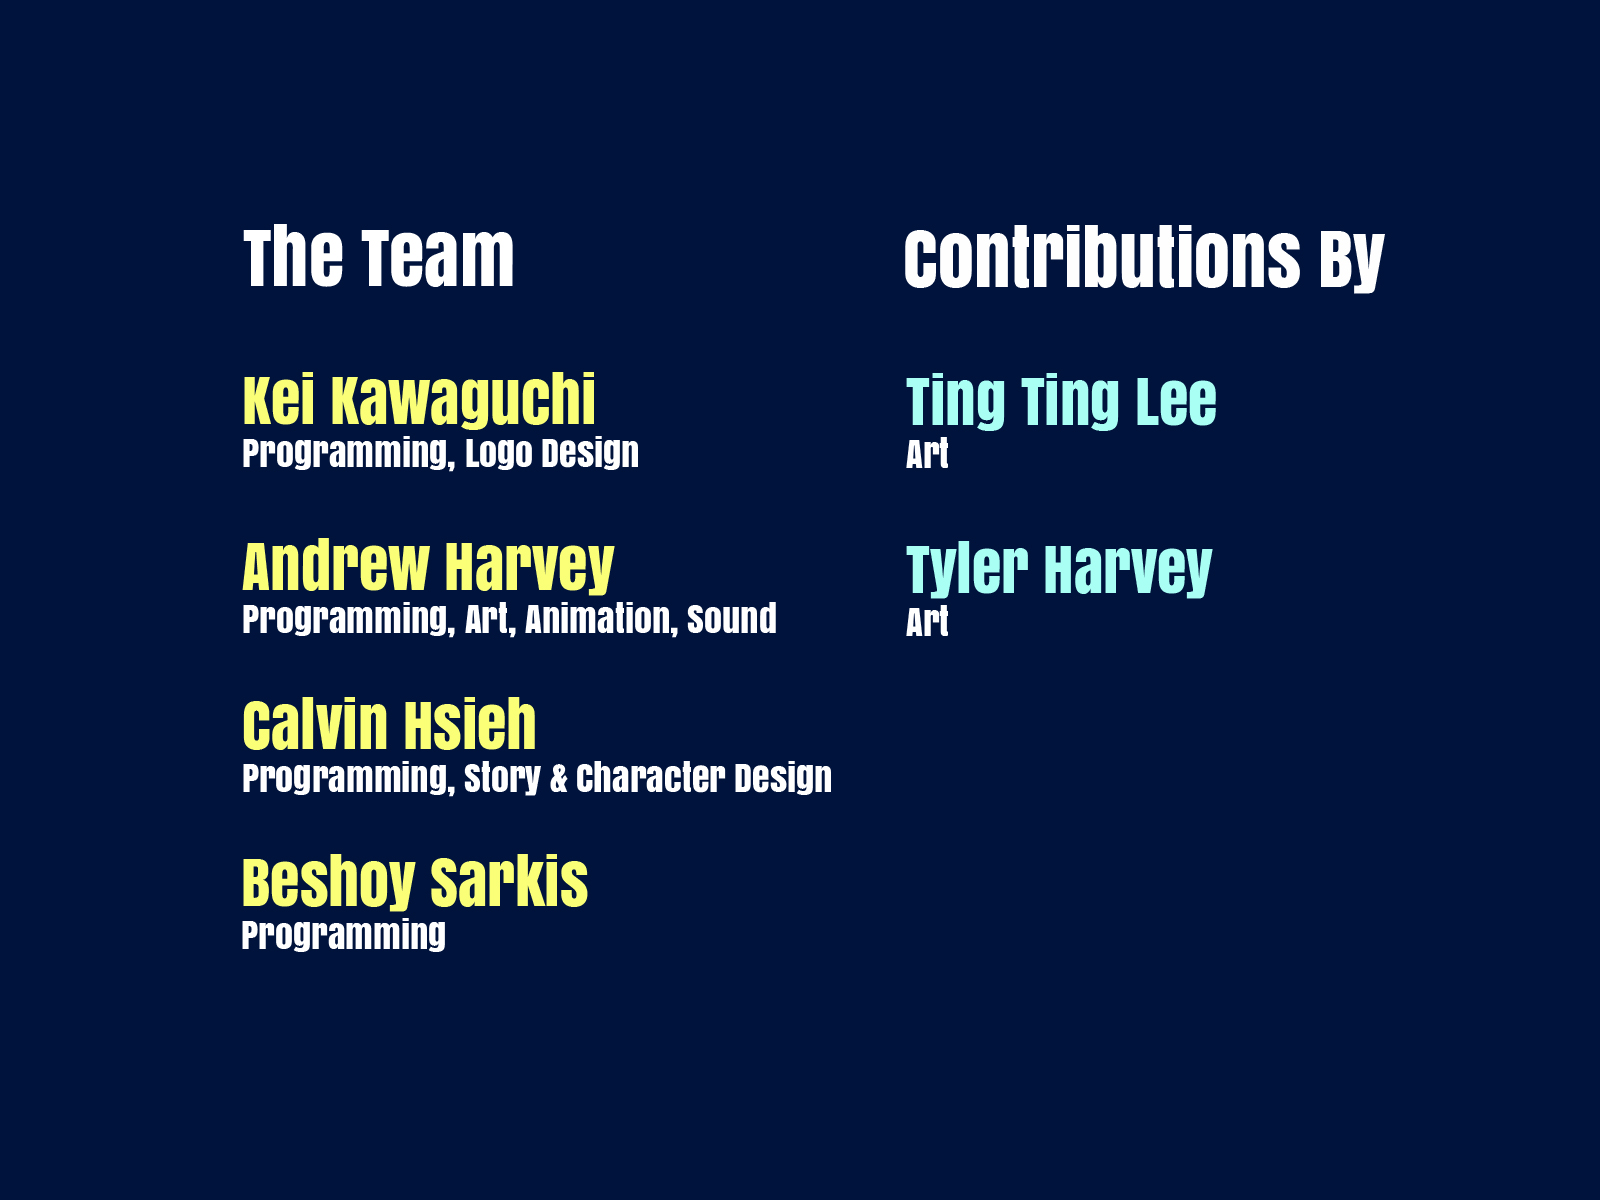 The Team
Kei Kawaguchi
Programming, Logo Design
Andrew Harvey
Programming, Art, Animation, Sound
Calvin Hsieh
Programming, Story & Character Design
Beshoy Sarkis
Programming
Contributions By
Ting Ting Lee
Art
Tyler Harvey
Art